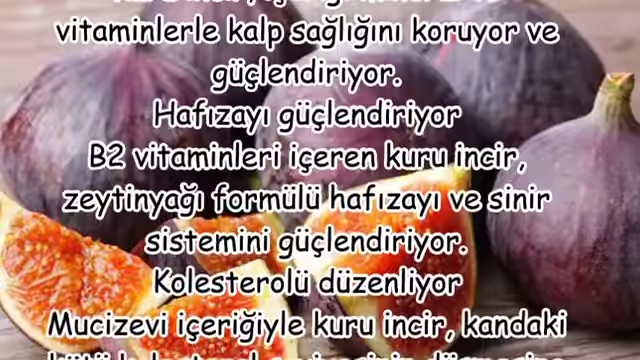 vitaminlerle kalp sağlığını koruyor ve
güçlendiriyor.
Hafızayı güçlendiriyor
B2 vitaminleri içeren kuru incir,
zeytinyağı formülü hafızayı ve sinir
sistemini güçlendiriyor.
Kolesterolü düzenliyor
Mucizevi içeriğiyle kuru incir, kandaki